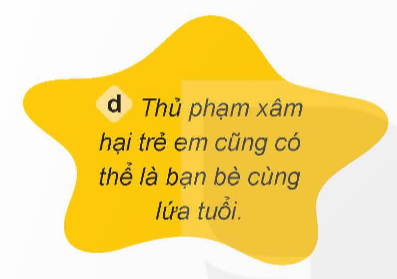 d Thủ phạm xâm
hại trẻ em cũng có
thể là bạn bè cùng
lứa tuổi.